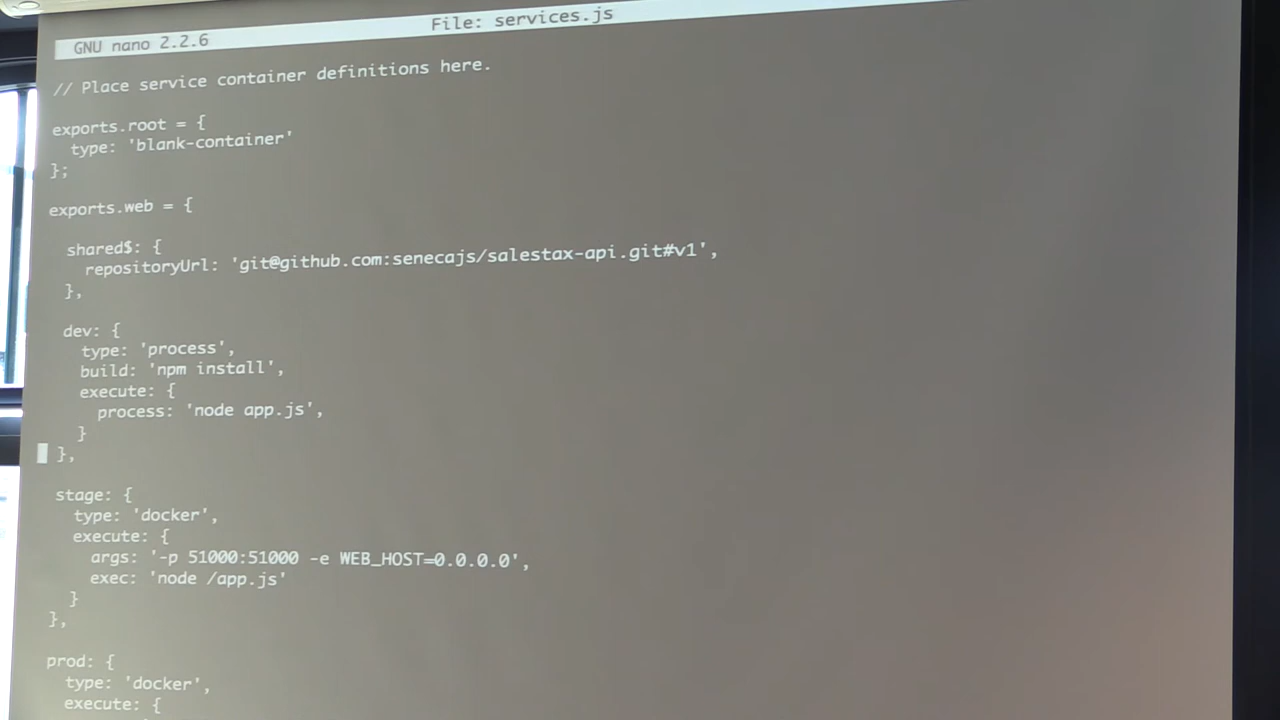 GNU nano 2.2.6 File: services.js
// Place service container definitions here.
exports.root = {
type: 'blank-container'
};
exports.web = {
shared$: {
repositoryUrl: 'git@github.com:senecajs/salestax-api.git#v1',
},
dev: {
type: 'process',
build: 'npm install',
execute: {
process: 'node app.js',
}
},
stage: {
type: 'docker',
execute: {
args: '-p 51000:51000 -e WEB_HOST=0.0.0.0',
exec: 'node /app.js'
}
},
prod: {
type: 'docker',
execute: {